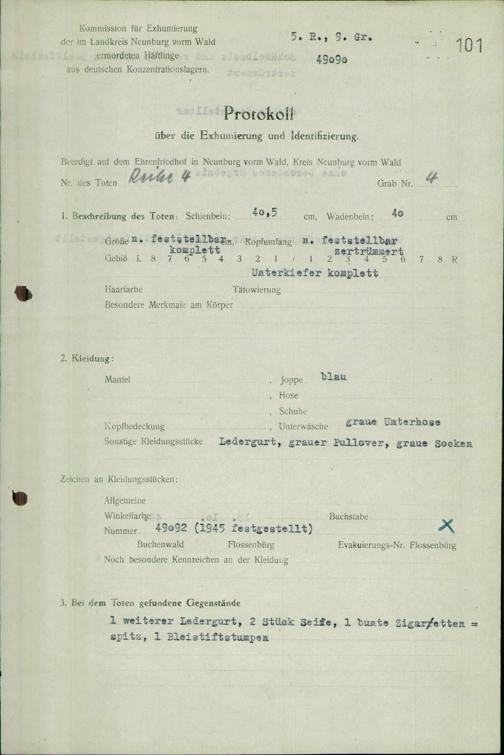 Kommission für Exhumierung
der im Landkreis Neunburg vorm Wald
ermordeten Häftlinge
aus deutschen Konzentrationslagern.
5. R., 9. Gr.
49090
101
Protokoll
über die Exhumierung und Identifizierung.
Beerdigt auf dem Ehrenfriedhof in Neunburg vorm Wald, Kreis Neunburg vorm Wald
Nr. des Toten Reihe 4 Grab Nr. 4
1. Beschreibung des Toten: Schienbein: 40,5 cm, Wadenbein: 40 cm
Größe n. feststellbar, Kopfumfang n. feststellbar
komplett zertrümmert
Gebiß L 8 7 6 5 4 3 2 1 / 1 2 3 4 5 6 7 8 R
Unterkiefer komplett
Haarfarbe Tätowierung
Besondere Merkmale am Körper
2. Kleidung:
Mantel , Joppe blau
, Hose
, Schuhe
Kopfbedeckung , Unterwäsche graue Unterhose
Sonstige Kleidungsstücke Ledergurt, grauer Pullover, graue Socken
Zeichen an Kleidungsstücken:
Allgemeine
Winkelfarbe Buchstabe
Nummer 49092 (1945 festgestellt) X
Buchenwald Flossenbürg Evakuierungs-Nr. Flossenbürg
Noch besondere Kennzeichen an der Kleidung
3. Bei dem Toten gefundene Gegenstände
1 weiterer Ledergurt, 2 Stück Seife, 1 bunte Zigarretten =
spitz, 1 Bleistiftstumpen